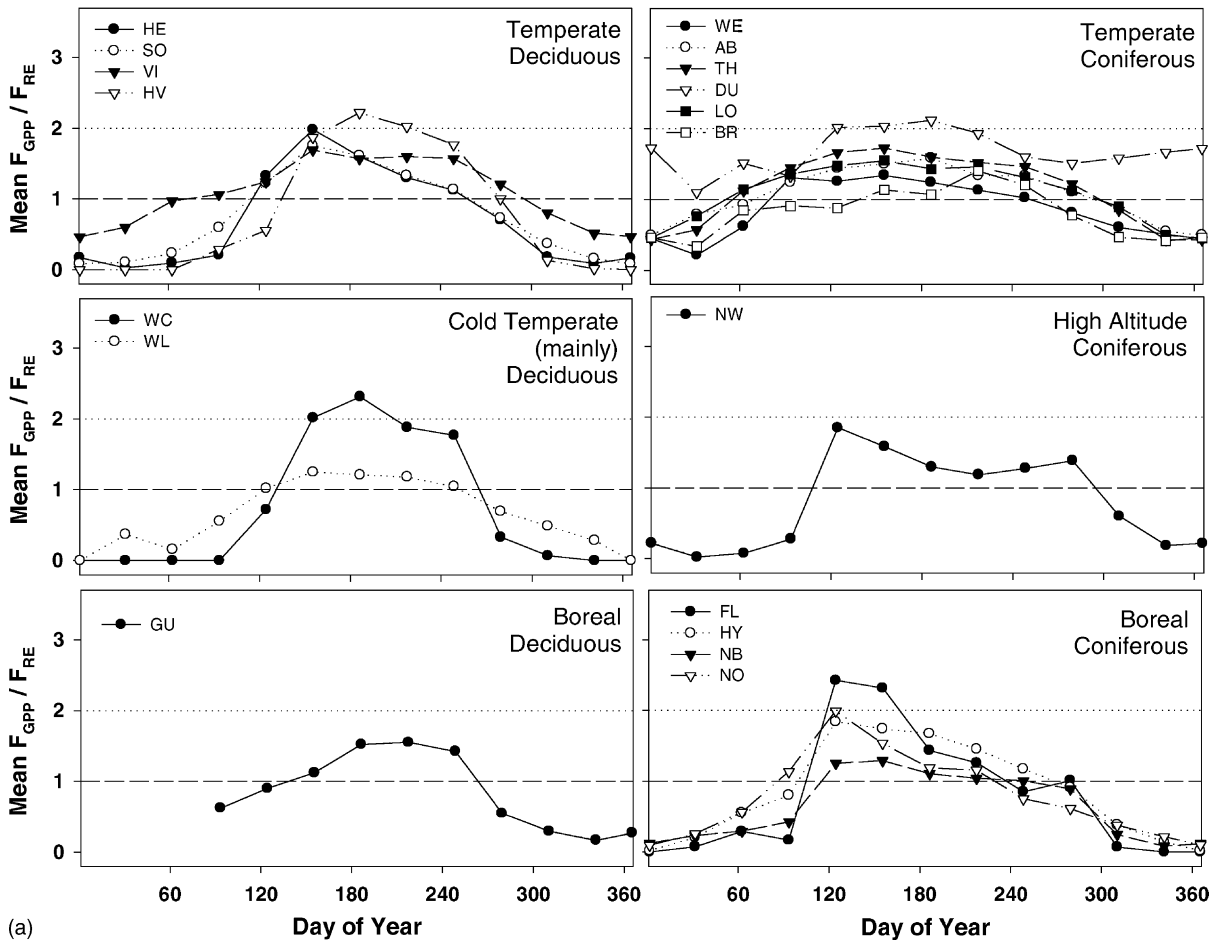 HE
SO
VI
HV
Temperate
Deciduous
3
2
1
0
Mean F_GPP / F_RE
WE
AB
TH
DU
LO
BR
Temperate
Coniferous
WC
WL
Cold Temperate
(mainly)
Deciduous
3
2
1
0
Mean F_GPP / F_RE
NW
High Altitude
Coniferous
GU
Boreal
Deciduous
3
2
1
0
Mean F_GPP / F_RE
60 120 180 240 300 360
Day of Year
FL
HY
NB
NO
Boreal
Coniferous
60 120 180 240 300 360
Day of Year
(a)